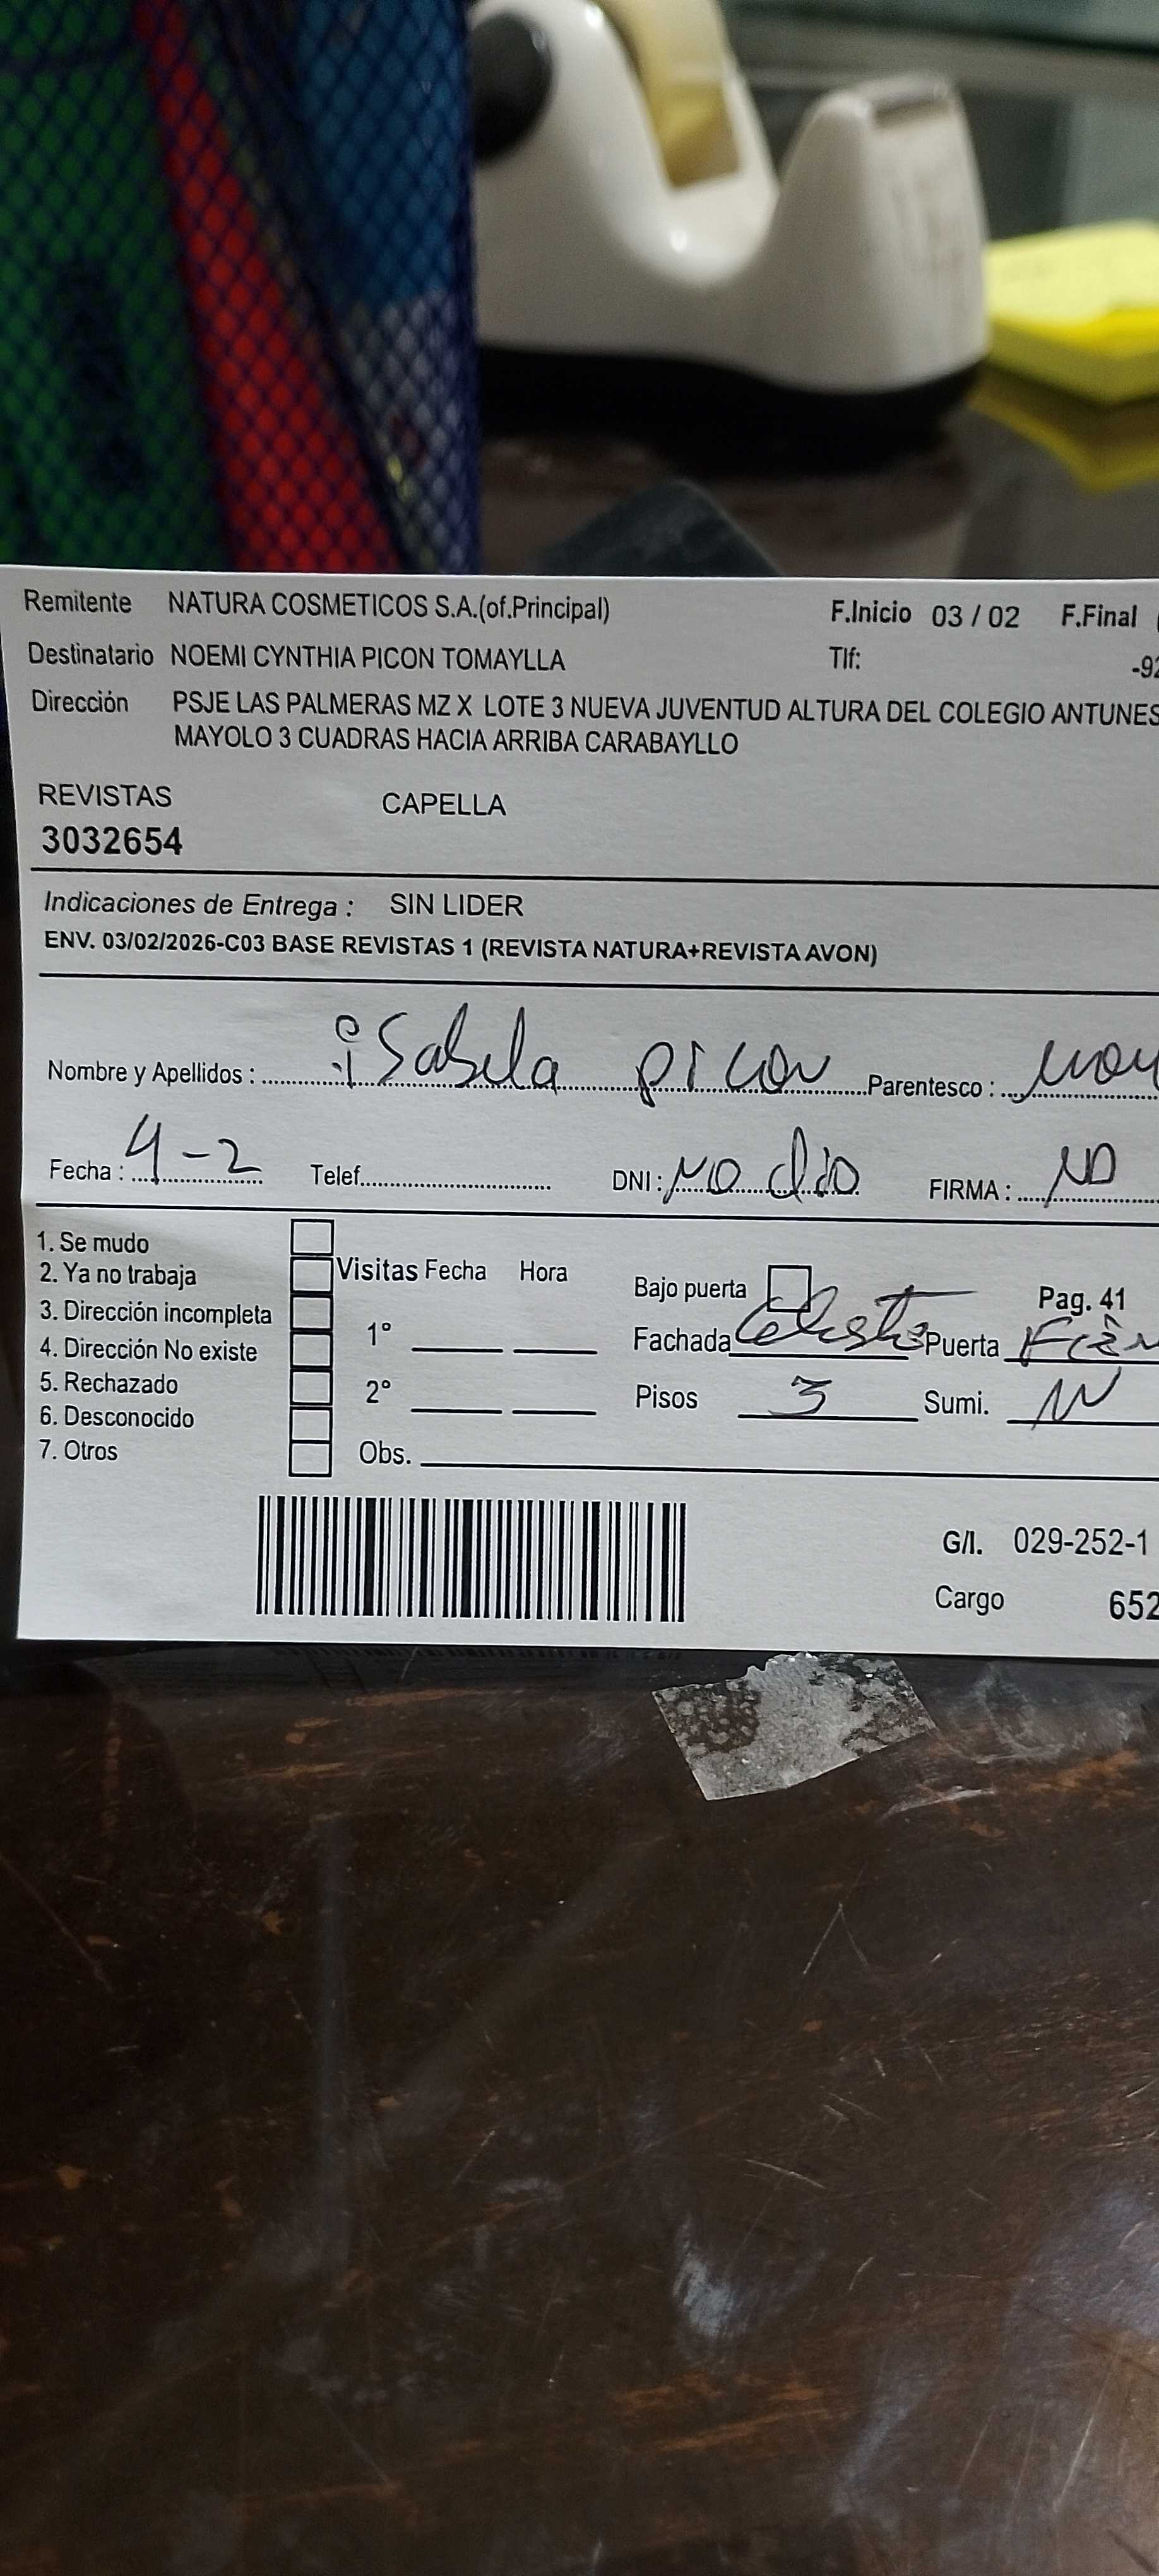 Remitente NATURA COSMETICOS S.A.(of.Principal) F.Inicio 03 / 02 F.Final
Destinatario NOEMI CYNTHIA PICON TOMAYLLA Tlf: -92
Dirección PSJE LAS PALMERAS MZ X LOTE 3 NUEVA JUVENTUD ALTURA DEL COLEGIO ANTUNES
MAYOLO 3 CUADRAS HACIA ARRIBA CARABAYLLO
REVISTAS CAPELLA
3032654
Indicaciones de Entrega : SIN LIDER
ENV. 03/02/2026-C03 BASE REVISTAS 1 (REVISTA NATURA+REVISTA AVON)
Nombre y Apellidos : isabela picon Parentesco :
Fecha : 4-2 Telef. DNI : NO dio FIRMA : NO
1. Se mudo
2. Ya no trabaja Visitas Fecha Hora Bajo puerta Pag. 41
3. Dirección incompleta 1° Fachada Celeste Puerta
4. Dirección No existe
5. Rechazado 2° Pisos 3 Sumi.
6. Desconocido
7. Otros Obs.
G/I. 029-252-1
Cargo 652